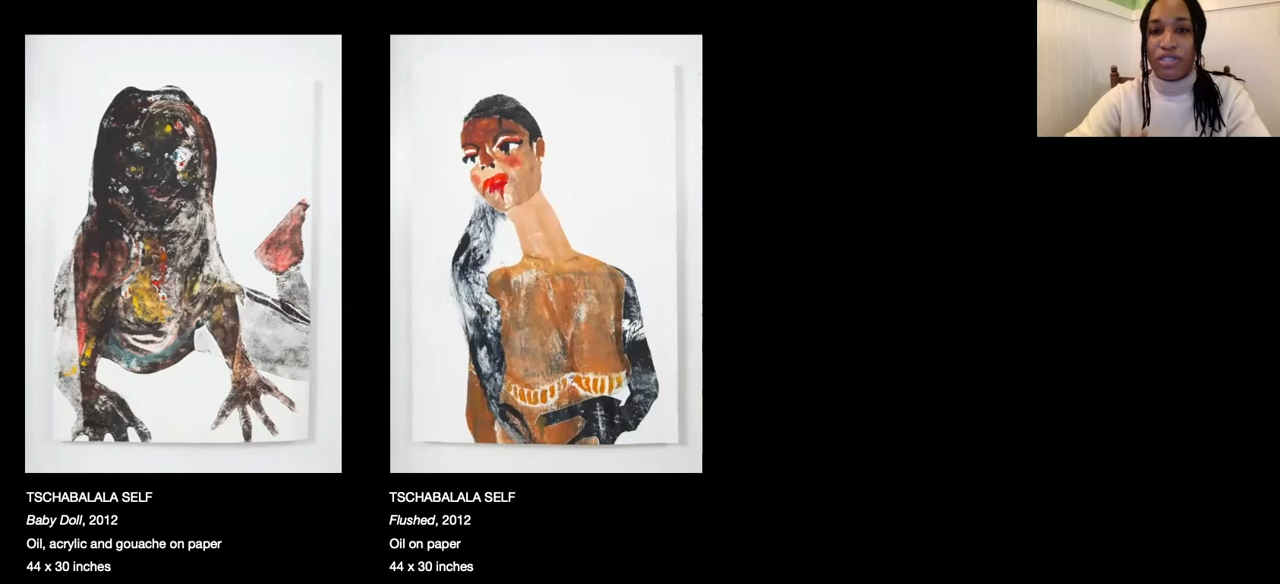 TSCHABALALA SELF
Baby Doll, 2012
Oil, acrylic and gouache on paper
44 x 30 inches
TSCHABALALA SELF
Flushed, 2012
Oil on paper
44 x 30 inches